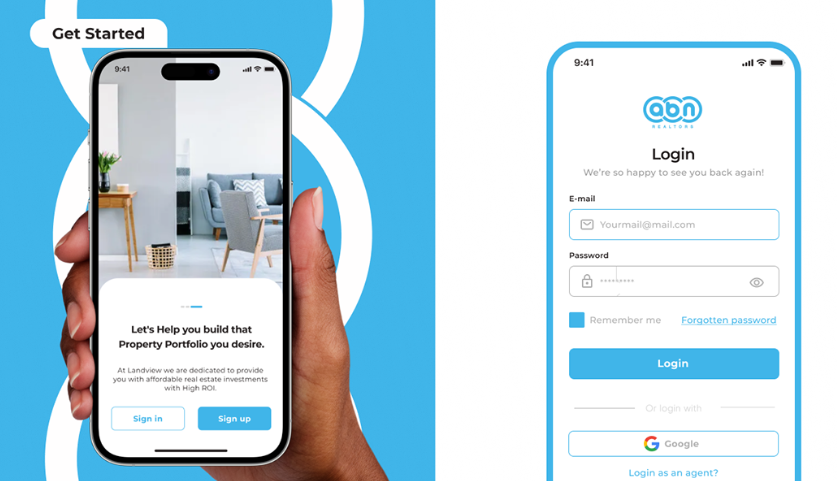 Get Started
9:41
Let's Help you build that
Property Portfolio you desire.
At Landview we are dedicated to provide
you with affordable real estate investments
with High ROI.
Sign in
Sign up
9:41
abn
REALTORS
Login
We're so happy to see you back again!
E-mail
Yourmail@mail.com
Password
*********
Remember me
Forgotten password
Login
Or login with
Google
Login as an agent?